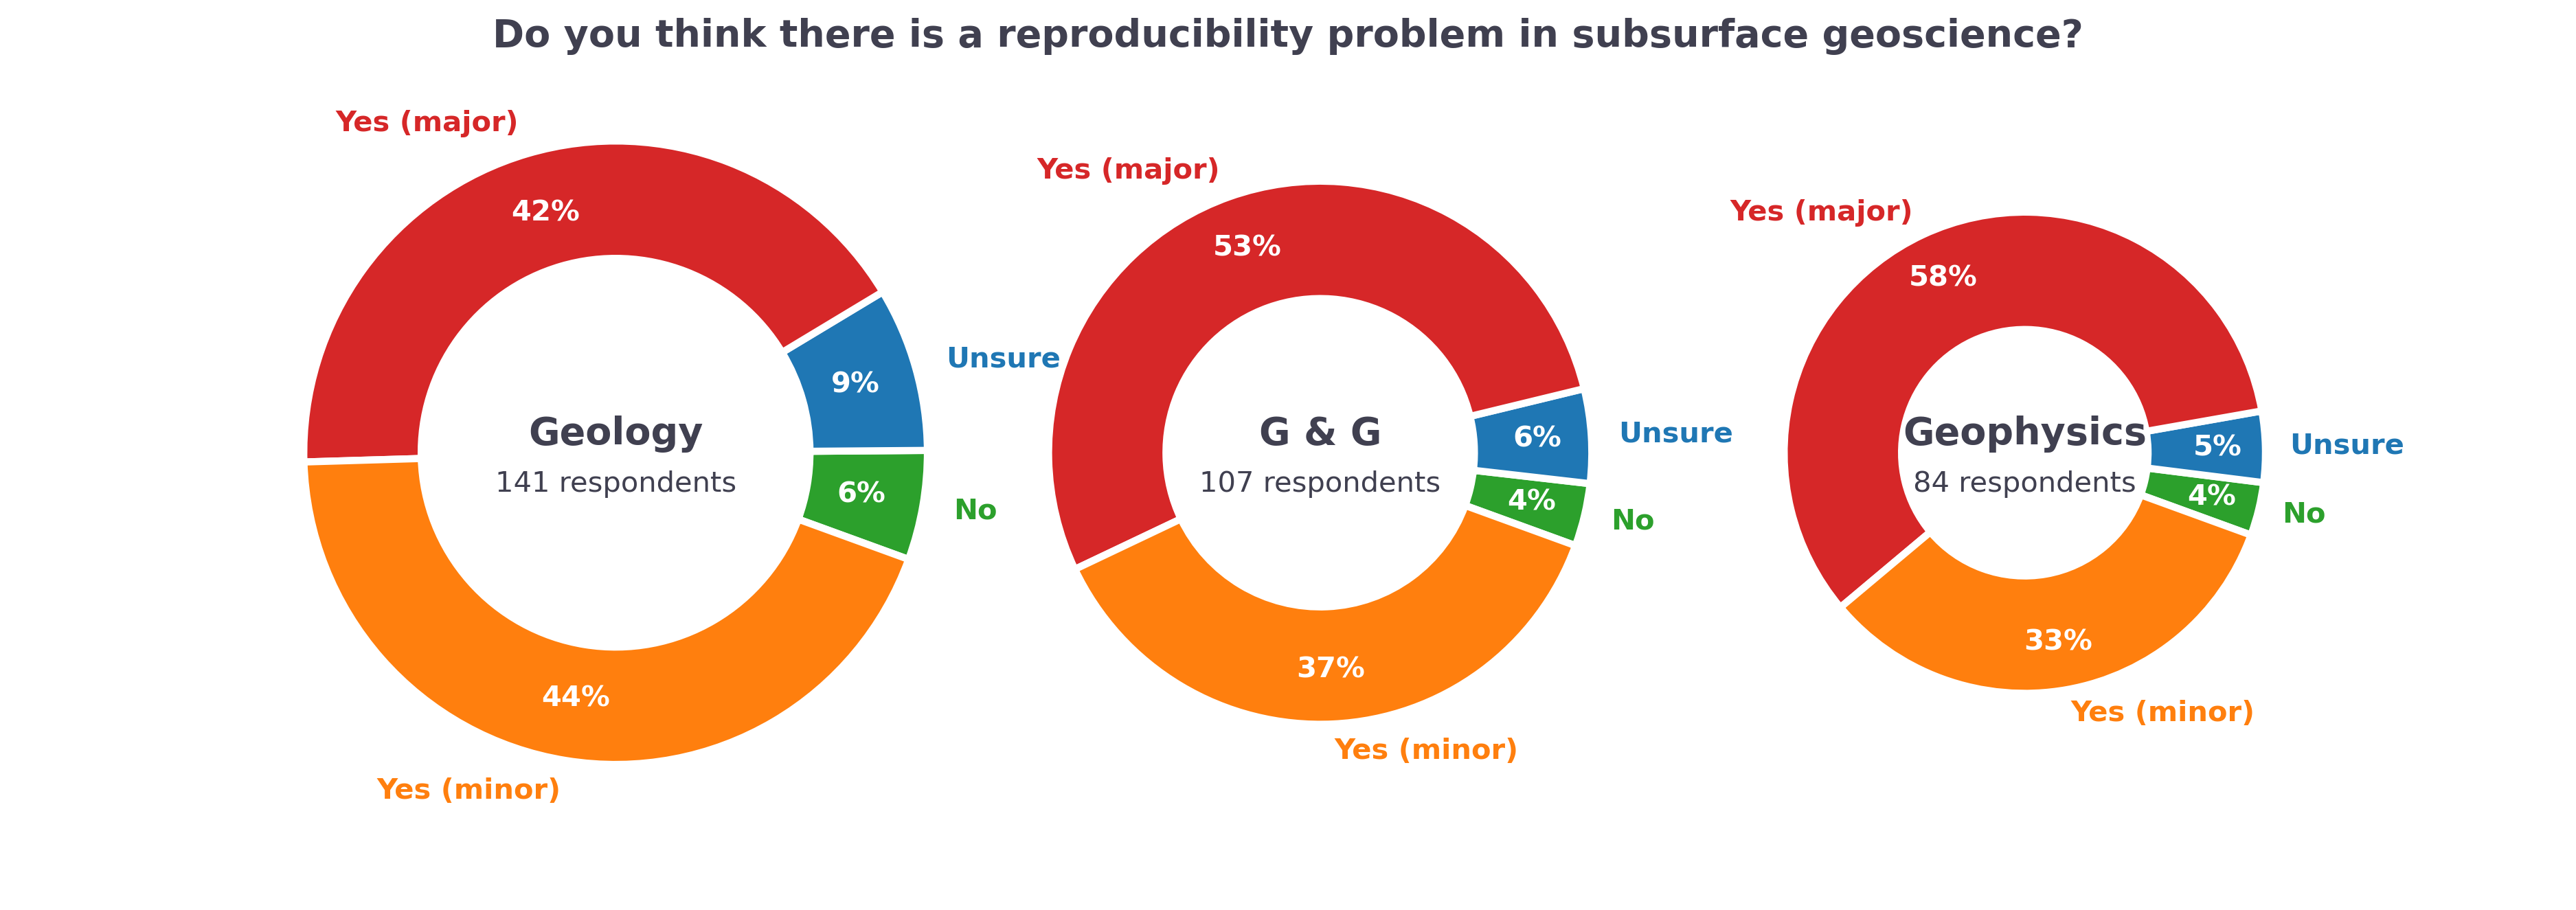 Do you think there is a reproducibility problem in subsurface geoscience?
Yes (major)
42%
9%
Unsure
Geology
141 respondents
6%
No
44%
Yes (minor)
Yes (major)
53%
6%
Unsure
G & G
107 respondents
4%
No
37%
Yes (minor)
Yes (major)
58%
5%
Unsure
Geophysics
84 respondents
4%
No
33%
Yes (minor)